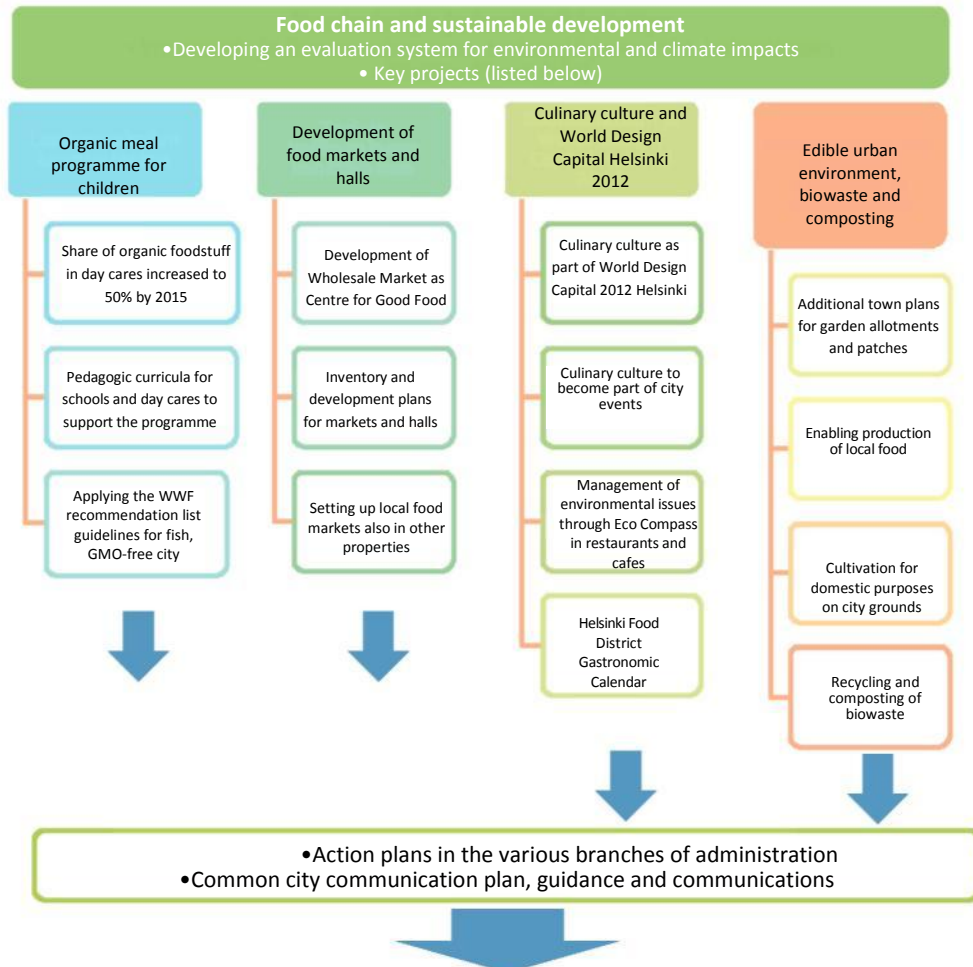 Food chain and sustainable development
•Developing an evaluation system for environmental and climate impacts
• Key projects (listed below)
Organic meal
programme for
children
Share of organic foodstuff
in day cares increased to
50% by 2015
Pedagogic curricula for
schools and day cares to
support the programme
Applying the WWF
recommendation list
guidelines for fish,
GMO-free city
Development of
food markets and
halls
Development of
Wholesale Market as
Centre for Good Food
Inventory and
development plans
for markets and halls
Setting up local food
markets also in other
properties
Culinary culture and
World Design
Capital Helsinki
2012
Culinary culture as
part of World Design
Capital 2012 Helsinki
Culinary culture to
become part of city
events
Management of
environmental issues
through Eco Compass
in restaurants and
cafes
Helsinki Food
District
Gastronomic
Calendar
Edible urban
environment,
biowaste and
composting
Additional town plans
for garden allotments
and patches
Enabling production
of local food
Cultivation for
domestic purposes
on city grounds
Recycling and
composting of
biowaste
•Action plans in the various branches of administration
•Common city communication plan, guidance and communications